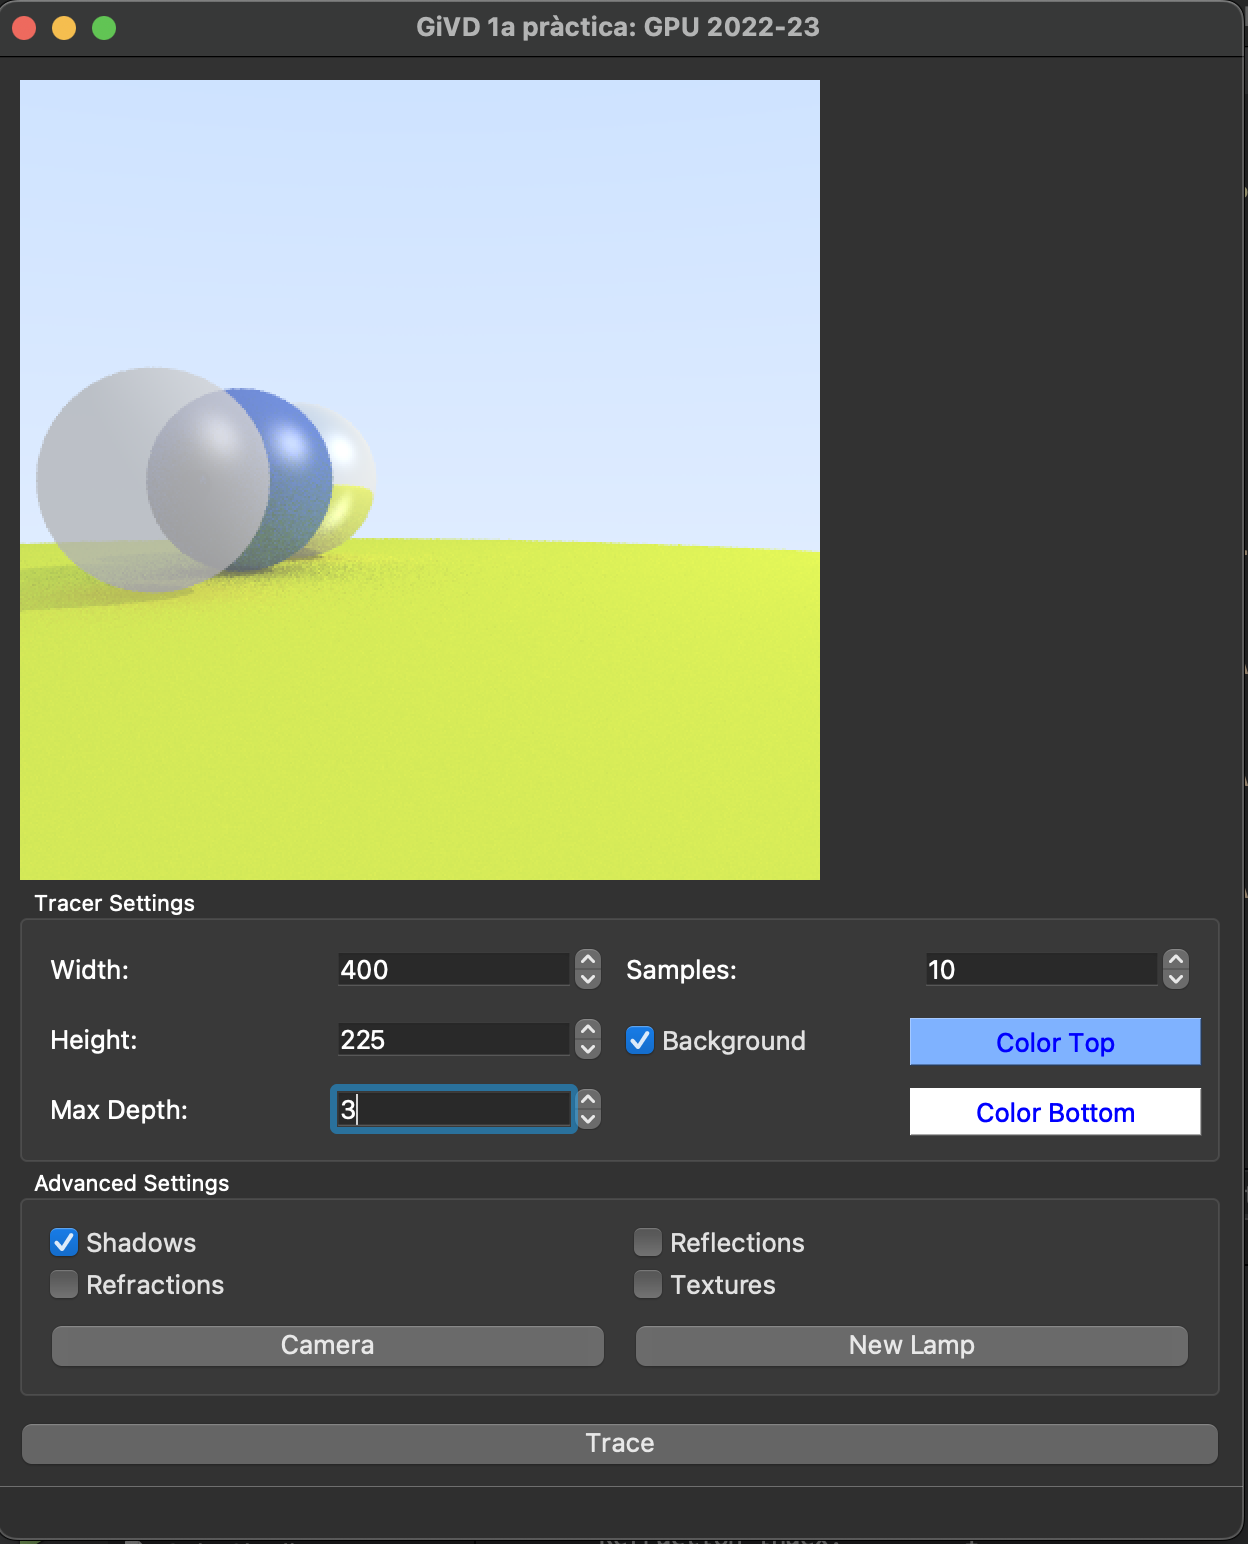 GiVD 1a pràctica: GPU 2022-23
Tracer Settings
Width: 400 Samples: 10
Height: 225 Background Color Top
Max Depth: 3 Color Bottom
Advanced Settings
Shadows Reflections
Refractions Textures
Camera New Lamp
Trace